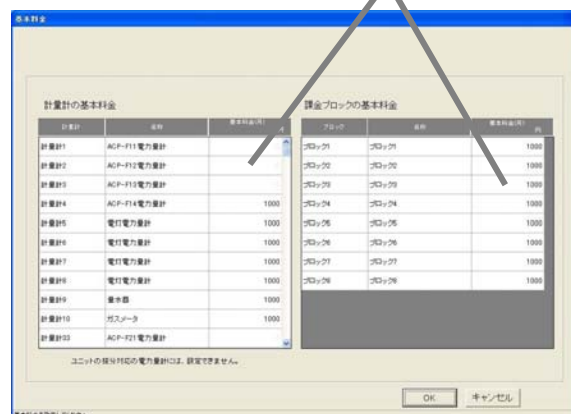 基本料金
計量計の基本料金
課金ブロックの基本料金
計量計 名称 基本料金(月) 円
ブロック 名称 基本料金(月) 円
計量計1 ACP-F11電力量計
ブロック1 ブロック1 1000
計量計2 ACP-F12電力量計
ブロック2 ブロック2 1000
計量計3 ACP-F13電力量計
ブロック3 ブロック3 1000
計量計4 ACP-F14電力量計 1000
ブロック4 ブロック4 1000
計量計5 電灯電力量計 1000
ブロック5 ブロック5 1000
計量計6 電灯電力量計 1000
ブロック6 ブロック6 1000
計量計7 電灯電力量計 1000
ブロック7 ブロック7 1000
計量計8 電灯電力量計 1000
ブロック8 ブロック8 1000
計量計9 量水器 1000
計量計10 ガスメータ 1000
計量計33 ACP-F21電力量計
ユニットの按分対応の電力量計には、設定できません。
OK キャンセル